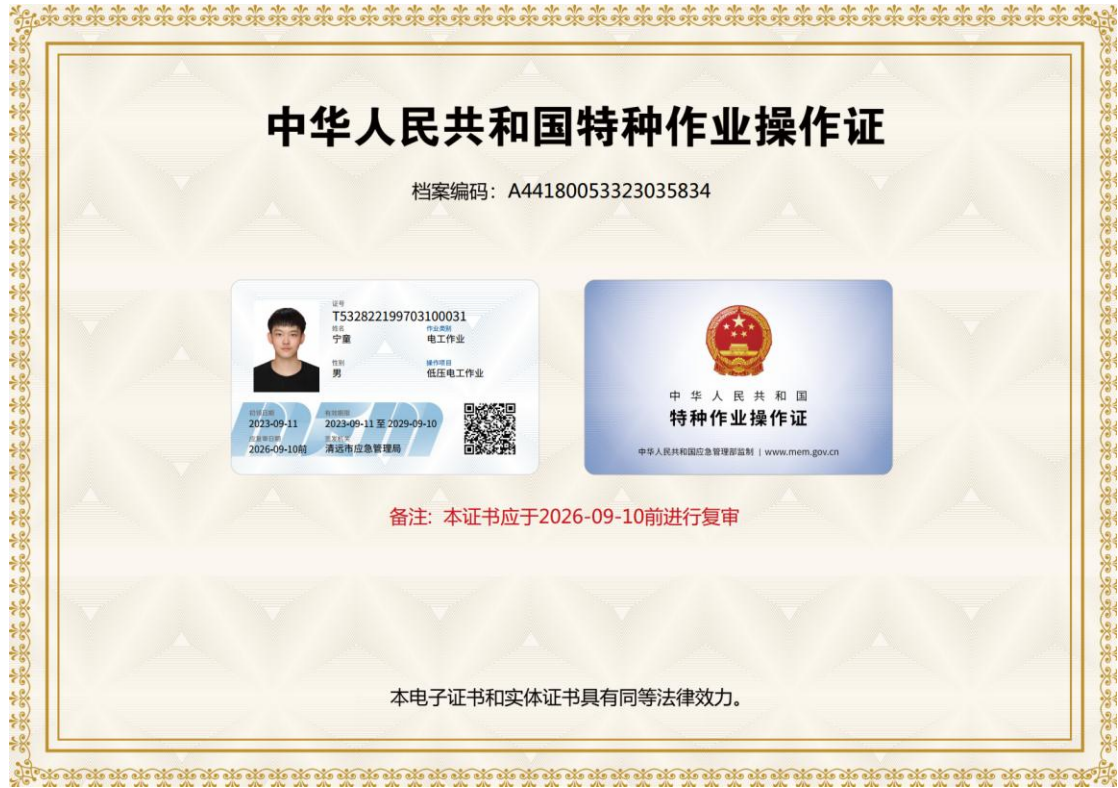 中华人民共和国特种作业操作证
档案编码：A44180053323035834
证号
T532822199703100031
姓名 作业类别
宁童 电工作业
性别 操作项目
男 低压电工作业
初领日期 有效期限
2023-09-11 2023-09-11 至 2029-09-10
应复审日期 签发机关
2026-09-10前 清远市应急管理局
中华人民共和国
特种作业操作证
中华人民共和国应急管理部监制 | www.mem.gov.cn
备注: 本证书应于2026-09-10前进行复审
本电子证书和实体证书具有同等法律效力。